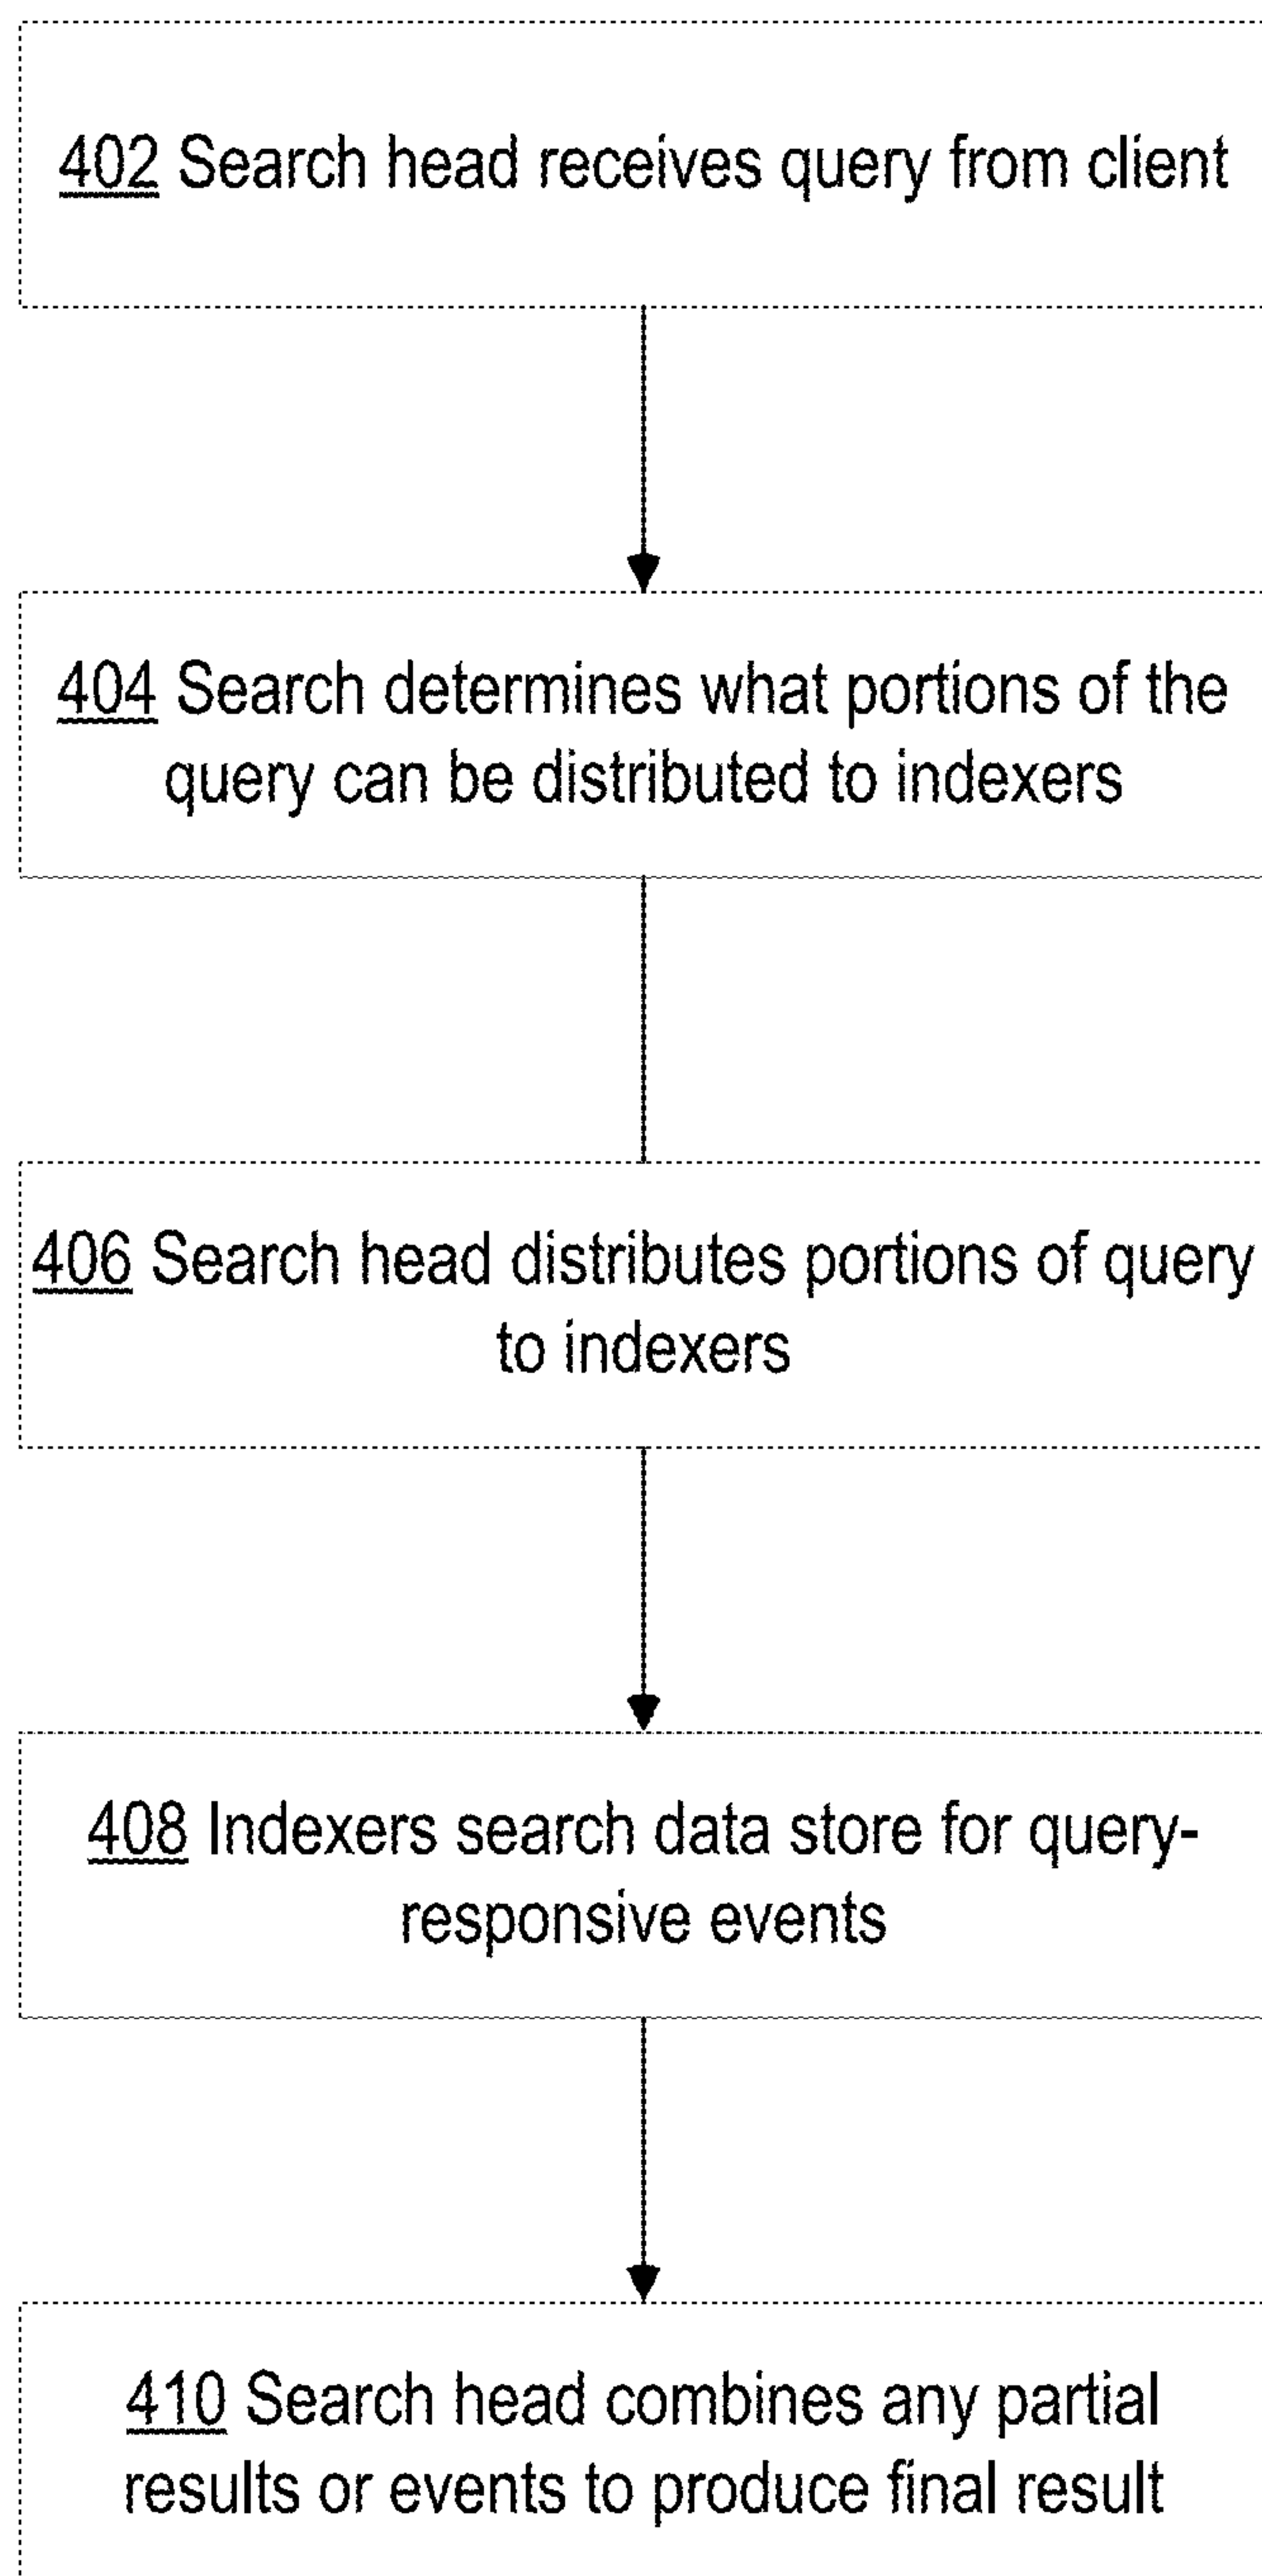 402 Search head receives query from client
404 Search determines what portions of the
query can be distributed to indexers
406 Search head distributes portions of query
to indexers
408 Indexers search data store for query-
responsive events
410 Search head combines any partial
results or events to produce final result